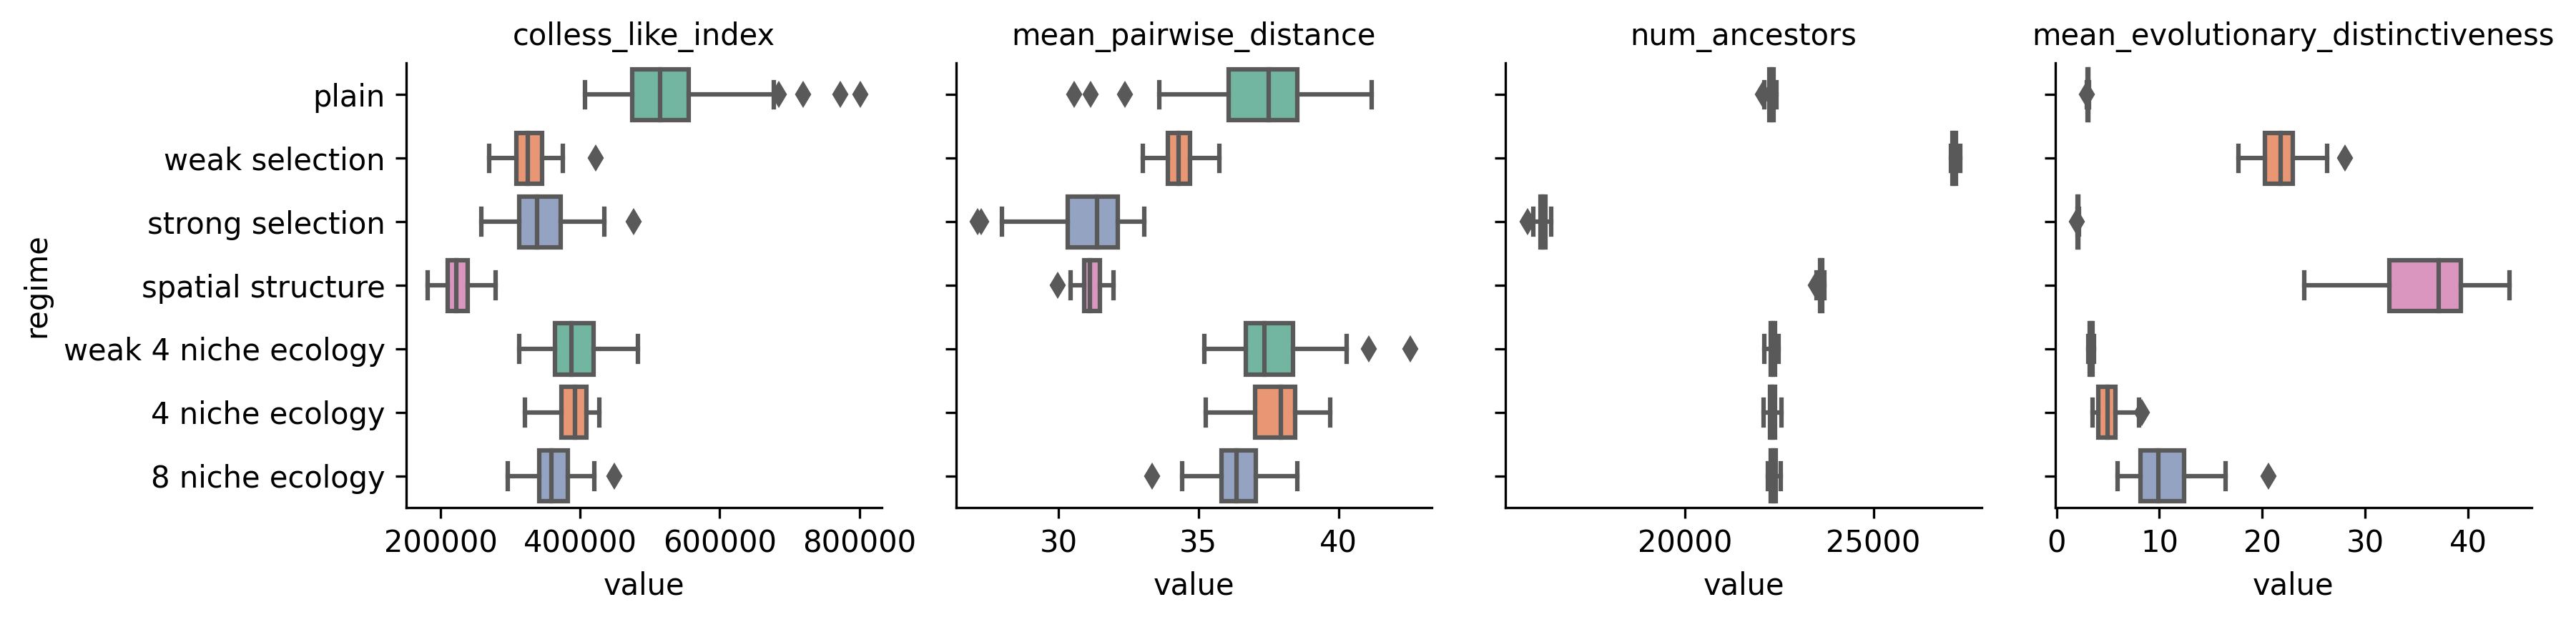 colless_like_index
mean_pairwise_distance
num_ancestors
mean_evolutionary_distinctiveness
regime
plain
weak selection
strong selection
spatial structure
weak 4 niche ecology
4 niche ecology
8 niche ecology
200000 400000 600000 800000
30 35 40
20000 25000
0 10 20 30 40
value
value
value
value